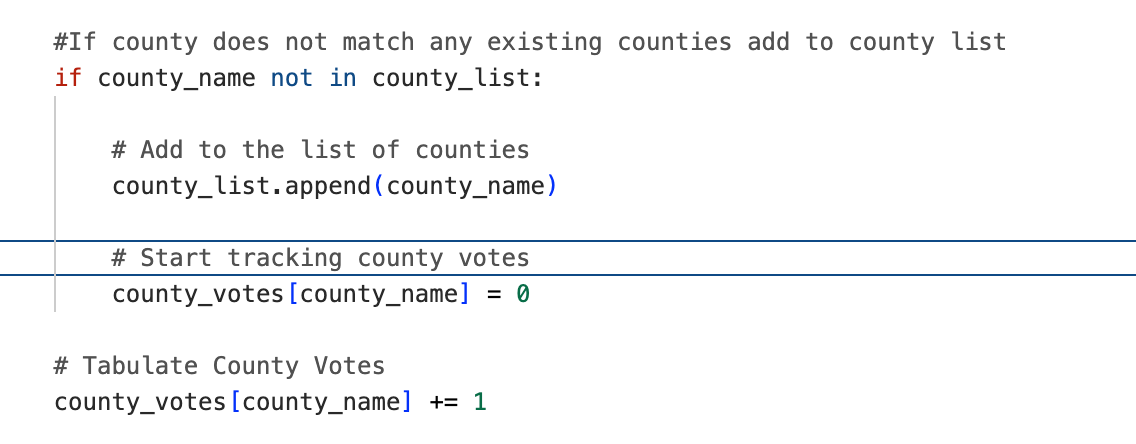 #If county does not match any existing counties add to county list
if county_name not in county_list:
# Add to the list of counties
county_list.append(county_name)
# Start tracking county votes
county_votes[county_name] = 0
# Tabulate County Votes
county_votes[county_name] += 1